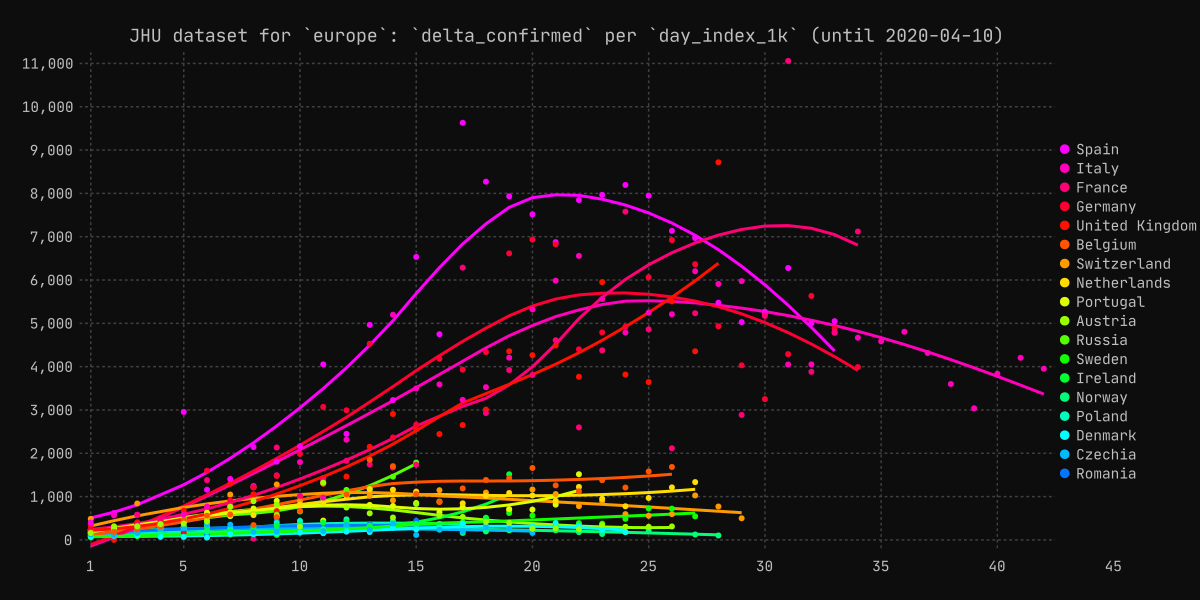 JHU dataset for `europe`: `delta_confirmed` per `day_index_1k` (until 2020-04-10)
11,000
10,000
9,000
8,000
7,000
6,000
5,000
4,000
3,000
2,000
1,000
0
1 5 10 15 20 25 30 35 40 45
Spain
Italy
France
Germany
United Kingdom
Belgium
Switzerland
Netherlands
Portugal
Austria
Russia
Sweden
Ireland
Norway
Poland
Denmark
Czechia
Romania